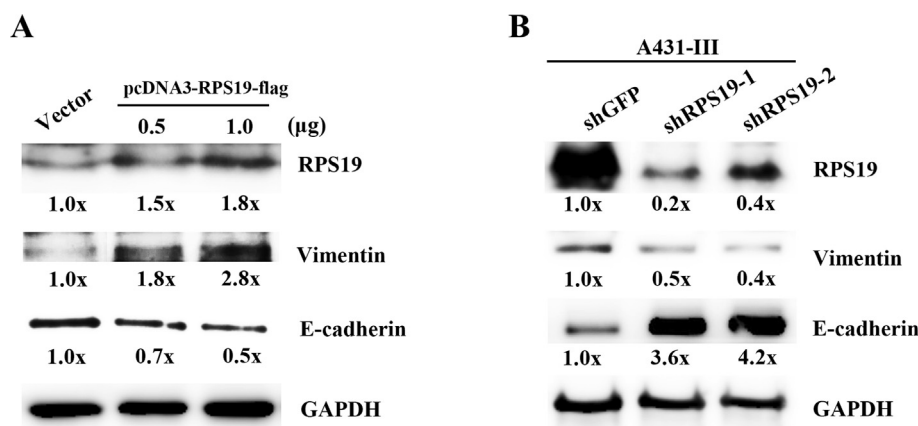 A
Vector
pcDNA3-RPS19-flag
0.5 1.0 (μg)
RPS19
1.0x 1.5x 1.8x
Vimentin
1.0x 1.8x 2.8x
E-cadherin
1.0x 0.7x 0.5x
GAPDH
B
A431-III
shGFP shRPS19-1 shRPS19-2
RPS19
1.0x 0.2x 0.4x
Vimentin
1.0x 0.5x 0.4x
E-cadherin
1.0x 3.6x 4.2x
GAPDH